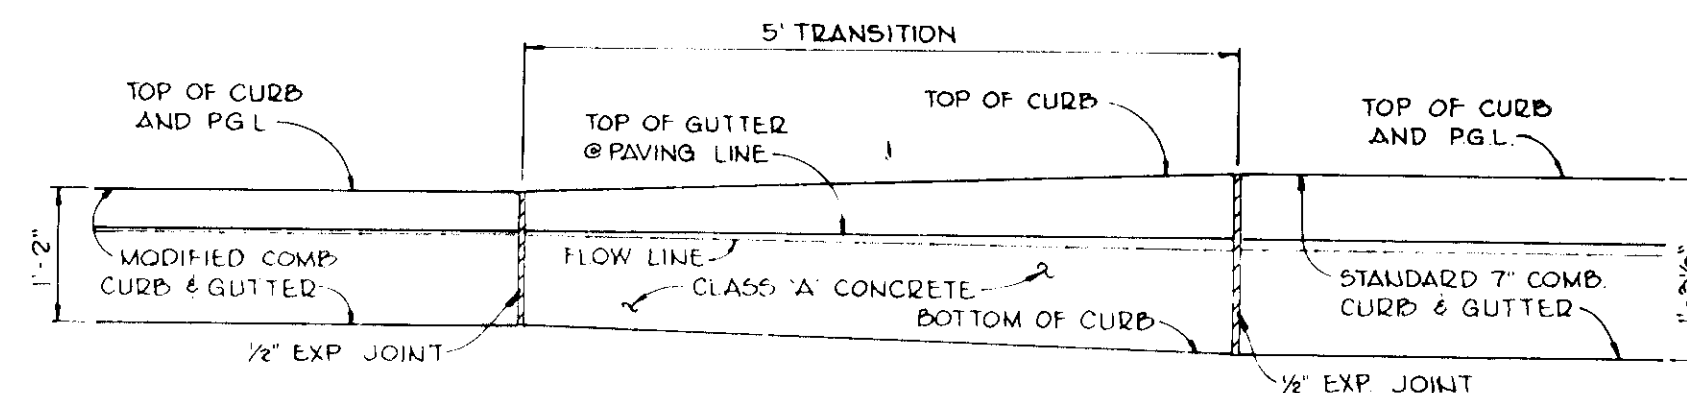 5' TRANSITION
TOP OF CURB
AND P.G.L
TOP OF GUTTER
@ PAVING LINE
TOP OF CURB
TOP OF CURB
AND P.G.L.
1'-2"
MODIFIED COMB
CURB & GUTTER
FLOW LINE
CLASS 'A' CONCRETE
BOTTOM OF CURB
STANDARD 7" COMB.
CURB & GUTTER
1/2" EXP JOINT
1/2" EXP. JOINT